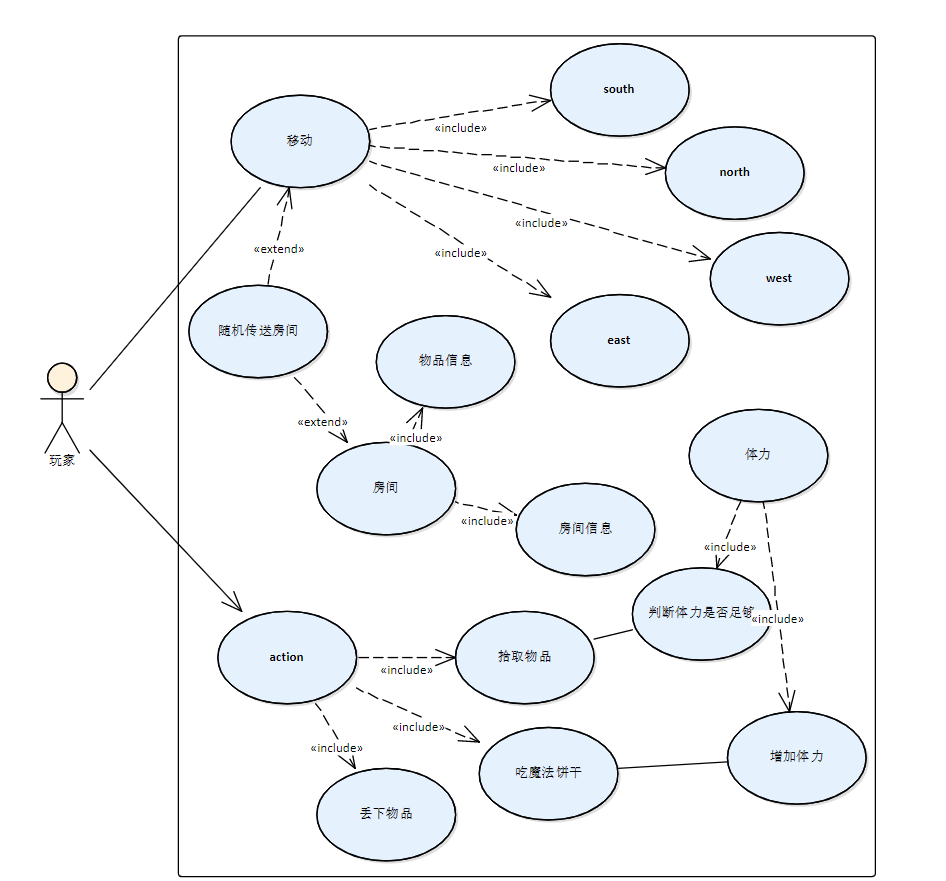 south
移动
«include»
north
«include»
«include»
«extend»
«include»
west
随机传送房间
east
物品信息
«extend»
«include»
体力
玩家
房间
«include»
房间信息
«include»
判断体力是否足够
«include»
action
拾取物品
«include»
«include»
«include»
增加体力
吃魔法饼干
丢下物品